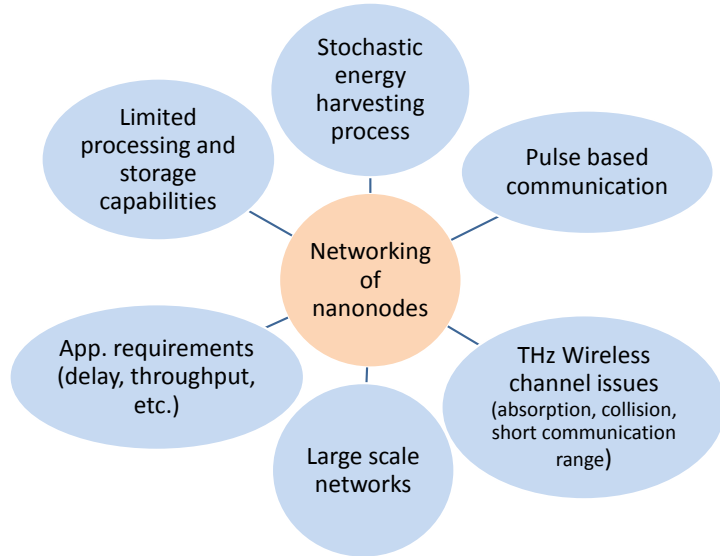 Stochastic
energy
harvesting
process
Limited
processing and
storage
capabilities
Pulse based
communication
Networking
of
nanonodes
App. requirements
(delay, throughput,
etc.)
THz Wireless
channel issues
(absorption, collision,
short communication
range)
Large scale
networks